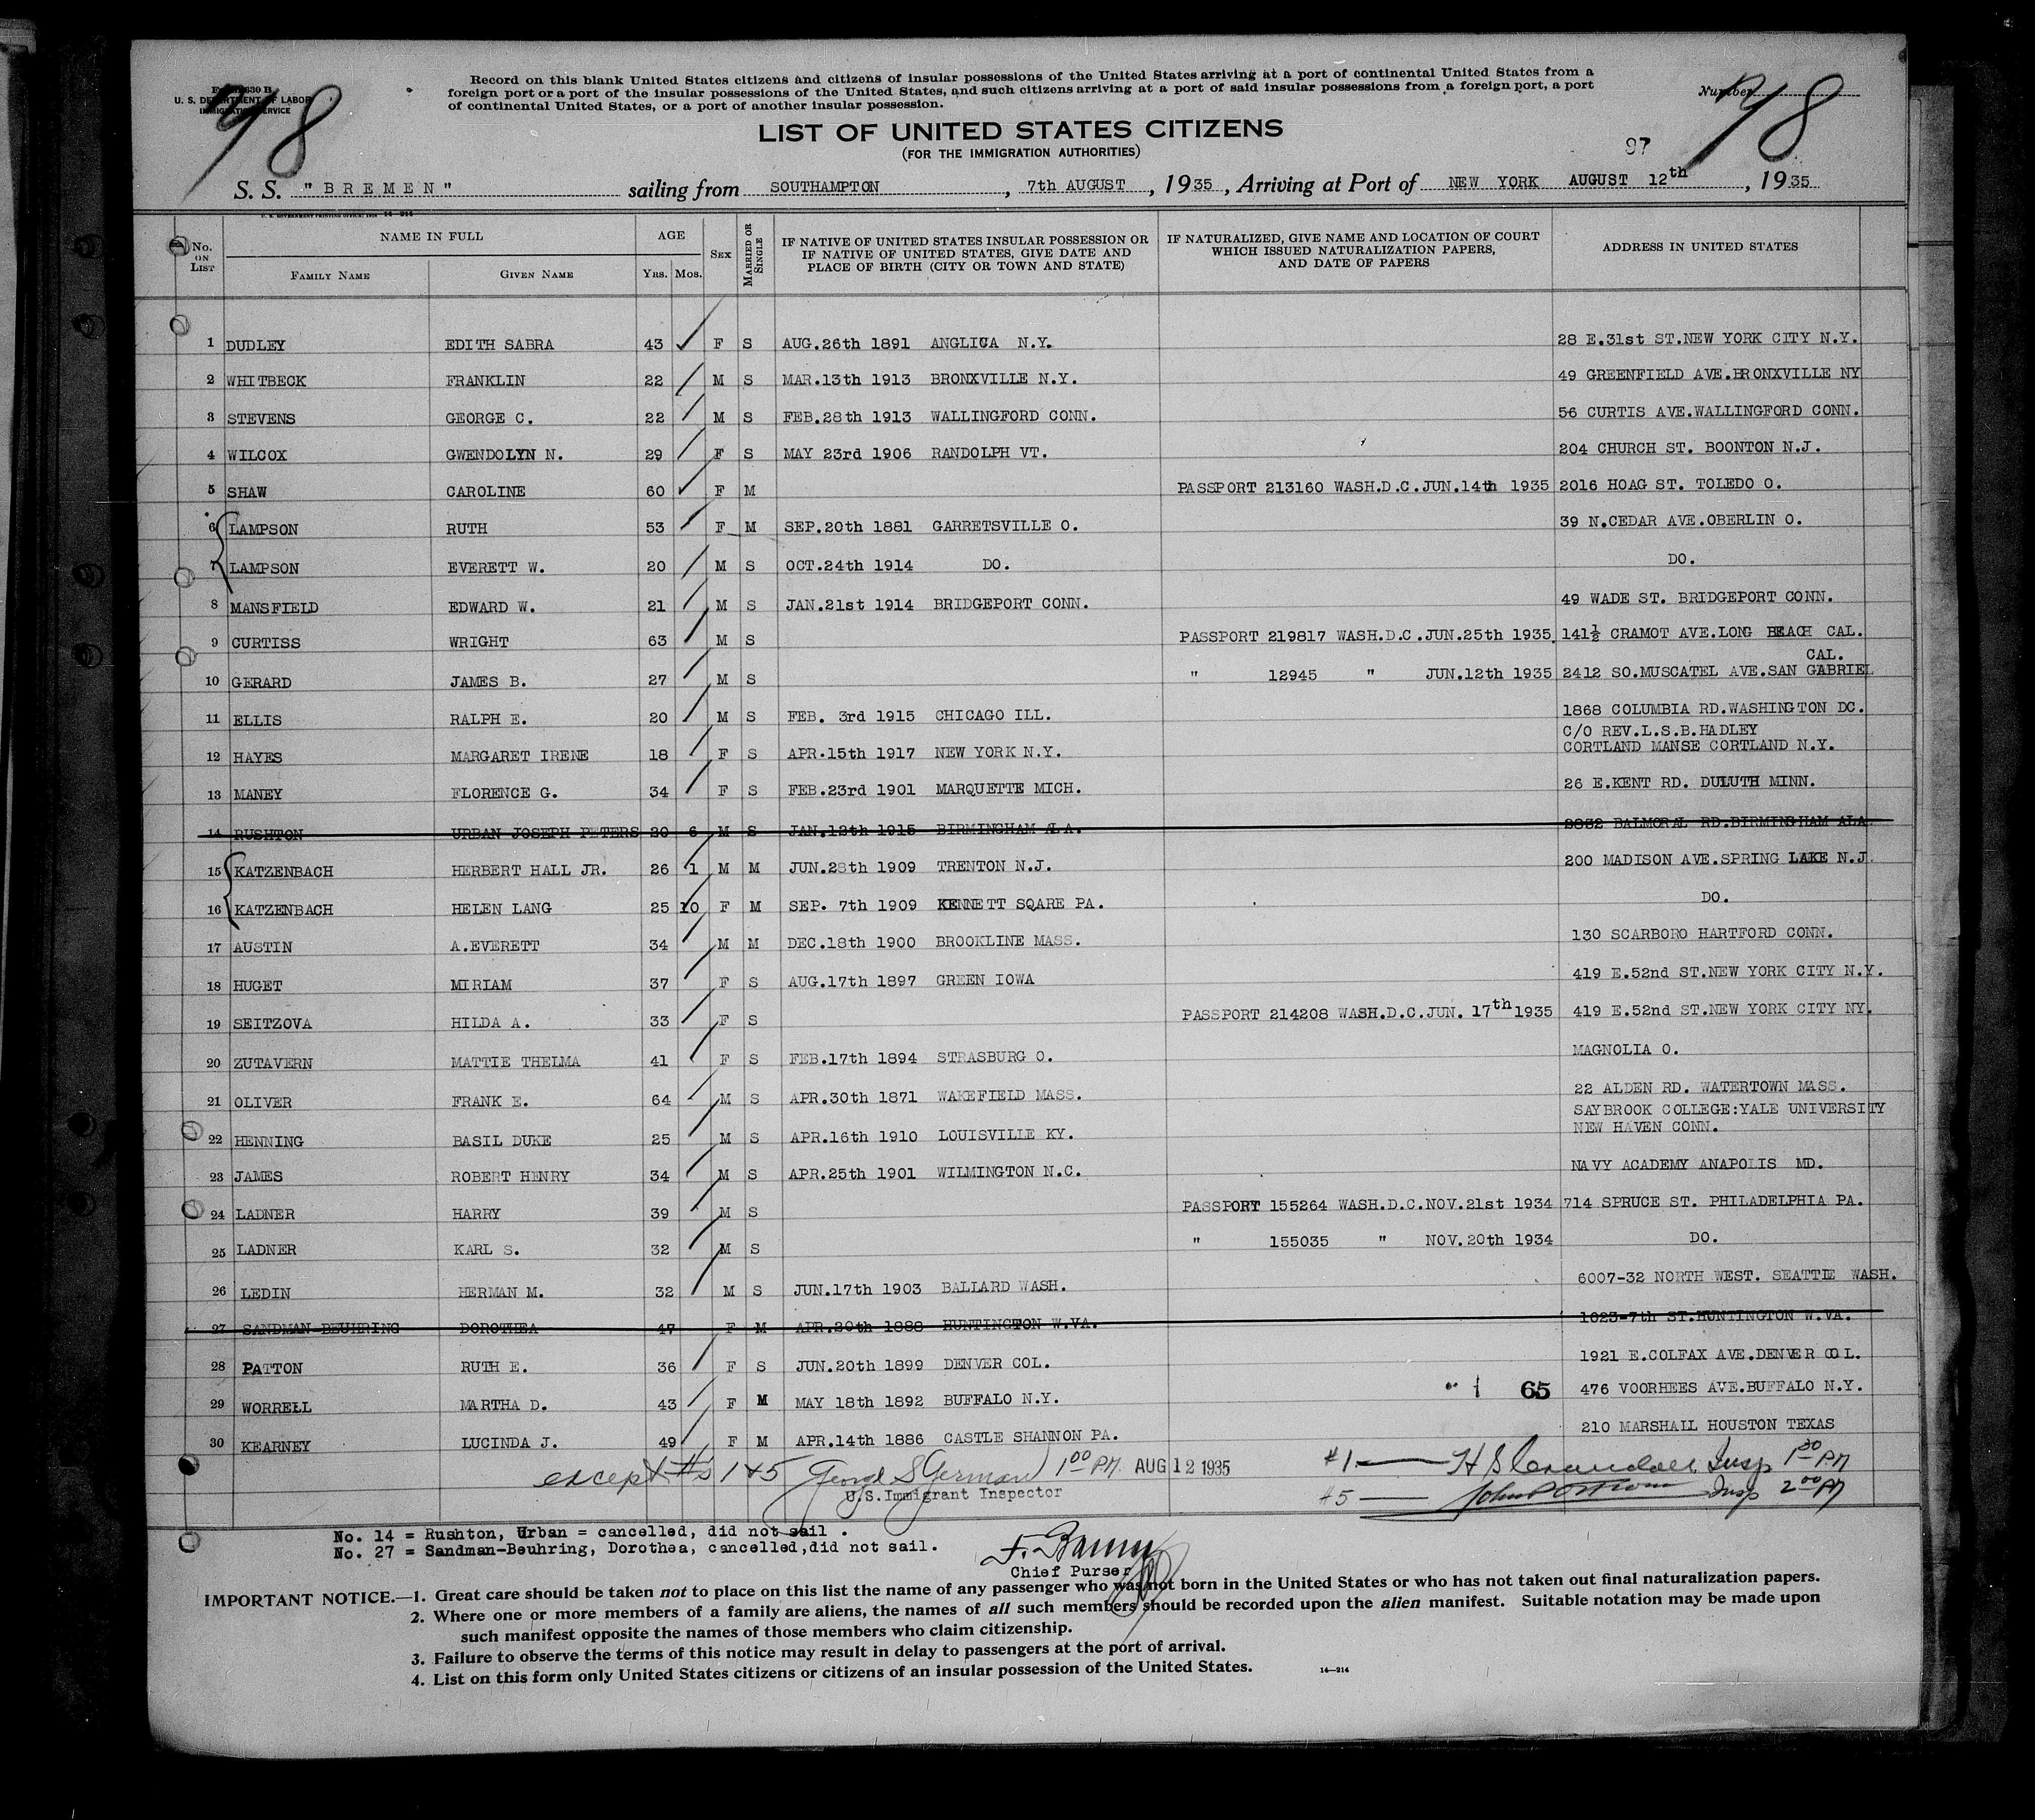 98
U. S. DEPARTMENT OF LABOR
IMMIGRATION SERVICE
Record on this blank United States citizens and citizens of insular possessions of the United States arriving at a port of continental United States from a
foreign port or a port of the insular possessions of the United States, and such citizens arriving at a port of said insular possessions from a foreign port, a port
of continental United States, or a port of another insular possession.
Number 98
LIST OF UNITED STATES CITIZENS
(FOR THE IMMIGRATION AUTHORITIES)
97
S. S. "BREMEN" sailing from SOUTHAMPTON, 7th AUGUST, 1935, Arriving at Port of NEW YORK AUGUST 12th, 1935
No. ON LIST NAME IN FULL FAMILY NAME GIVEN NAME AGE YRS. MOS. SEX MARRIED OR SINGLE IF NATIVE OF UNITED STATES INSULAR POSSESSION OR IF NATIVE OF UNITED STATES, GIVE DATE AND PLACE OF BIRTH (CITY OR TOWN AND STATE) IF NATURALIZED, GIVE NAME AND LOCATION OF COURT WHICH ISSUED NATURALIZATION PAPERS, AND DATE OF PAPERS ADDRESS IN UNITED STATES
1 DUDLEY EDITH SABRA 43 F S AUG.26th 1891 ANGLICA N.Y. 28 E.31st ST.NEW YORK CITY N.Y.
2 WHITBECK FRANKLIN 22 M S MAR.13th 1913 BRONXVILLE N.Y. 49 GREENFIELD AVE.BRONXVILLE NY
3 STEVENS GEORGE C. 22 M S FEB.28th 1913 WALLINGFORD CONN. 56 CURTIS AVE.WALLINGFORD CONN.
4 WILCOX GWENDOLYN N. 29 F S MAY 23rd 1906 RANDOLPH VT. 204 CHURCH ST. BOONTON N.J.
5 SHAW CAROLINE 60 F M PASSPORT 213160 WASH.D.C.JUN.14th 1935 2016 HOAG ST. TOLEDO O.
6 LAMPSON RUTH 53 F M SEP.20th 1881 GARRETSVILLE O. 39 N.CEDAR AVE.OBERLIN O.
7 LAMPSON EVERETT W. 20 M S OCT.24th 1914 DO. DO.
8 MANSFIELD EDWARD W. 21 M S JAN.21st 1914 BRIDGEPORT CONN. 49 WADE ST. BRIDGEPORT CONN.
9 CURTISS WRIGHT 63 M S PASSPORT 219817 WASH.D.C.JUN.25th 1935 141½ CRAMOT AVE.LONG BEACH CAL.
10 GERARD JAMES B. 27 M S " 12945 " JUN.12th 1935 2412 SO.MUSCATEL AVE.SAN GABRIEL CAL.
11 ELLIS RALPH E. 20 M S FEB. 3rd 1915 CHICAGO ILL. 1868 COLUMBIA RD.WASHINGTON DC.
12 HAYES MARGARET IRENE 18 F S APR.15th 1917 NEW YORK N.Y. C/O REV.L.S.B.HADLEY CORTLAND MANSE CORTLAND N.Y.
13 MANEY FLORENCE G. 34 F S FEB.23rd 1901 MARQUETTE MICH. 26 E.KENT RD. DULUTH MINN.
14 RUSHTON URBAN JOSEPH PETERS 20 6 M S JAN.12th 1915 BIRMINGHAM ALA. BALMORAL RD.BIRMINGHAM ALA
15 KATZENBACH HERBERT HALL JR. 26 1 M M JUN.28th 1909 TRENTON N.J. 200 MADISON AVE.SPRING LAKE N.J.
16 KATZENBACH HELEN LANG 25 10 F M SEP. 7th 1909 KENNETT SQARE PA. DO.
17 AUSTIN A.EVERETT 34 M M DEC.18th 1900 BROOKLINE MASS. 130 SCARBORO HARTFORD CONN.
18 HUGET MIRIAM 37 F S AUG.17th 1897 GREEN IOWA 419 E.52nd ST.NEW YORK CITY N.Y.
19 SEITZOVA HILDA A. 33 F S PASSPORT 214208 WASH.D.C.JUN. 17th 1935 419 E.52nd ST.NEW YORK CITY NY.
20 ZUTAVERN MATTIE THELMA 41 F S FEB.17th 1894 STRASBURG O. MAGNOLIA O.
21 OLIVER FRANK E. 64 M S APR.30th 1871 WAKEFIELD MASS. 22 ALDEN RD. WATERTOWN MASS.
22 HENNING BASIL DUKE 25 M S APR.16th 1910 LOUISVILLE KY. SAYBROOK COLLEGE:YALE UNIVERSITY NEW HAVEN CONN.
23 JAMES ROBERT HENRY 34 M S APR.25th 1901 WILMINGTON N.C. NAVY ACADEMY ANAPOLIS MD.
24 LADNER HARRY 39 M S PASSPORT 155264 WASH.D.C.NOV.21st 1934 714 SPRUCE ST. PHILADELPHIA PA.
25 LADNER KARL S. 32 M S " 155035 " NOV.20th 1934 DO.
26 LEDIN HERMAN M. 32 M S JUN.17th 1903 BALLARD WASH. 6007-32 NORTH WEST. SEATTLE WASH.
27 SANDMAN-BEUHRING DOROTHEA 47 F M APR.20th 1888 HUNTINGTON W.VA. 1023-7th ST.HUNTINGTON W.VA.
28 PATTON RUTH E. 36 F S JUN.20th 1899 DENVER COL. 1921 E.COLFAX AVE.DENVER COL.
29 WORRELL MARTHA D. 43 F M MAY 18th 1892 BUFFALO N.Y. 65 476 VOORHEES AVE.BUFFALO N.Y.
30 KEARNEY LUCINDA J. 49 F M APR.14th 1886 CASTLE SHANNON PA. 210 MARSHALL HOUSTON TEXAS
except #s 1 & 5 George S German 1 00 PM. AUG 12 1935 #1 Insp 1 30 PM
U.S.Immigrant Inspector #5 Insp 2 00 PM
No. 14 = Rushton, Urban = cancelled, did not sail .
No. 27 = Sandman-Beuhring, Dorothea, cancelled,did not sail.
Chief Purser
IMPORTANT NOTICE.—1. Great care should be taken not to place on this list the name of any passenger who was not born in the United States or who has not taken out final naturalization papers.
2. Where one or more members of a family are aliens, the names of all such members should be recorded upon the alien manifest. Suitable notation may be made upon
such manifest opposite the names of those members who claim citizenship.
3. Failure to observe the terms of this notice may result in delay to passengers at the port of arrival.
4. List on this form only United States citizens or citizens of an insular possession of the United States.
14—214